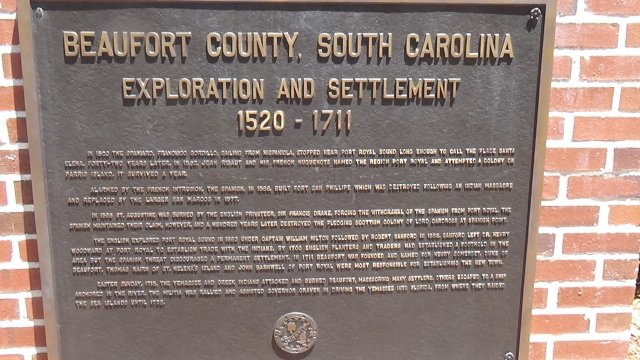 BEAUFORT COUNTY, SOUTH CAROLINA
EXPLORATION AND SETTLEMENT
1520 - 1711
IN 1520 THE SPANIARD, FRANCISCO GORDILLO, SAILING FROM HISPANIOLA, STOPPED NEAR PORT ROYAL SOUND LONG ENOUGH TO CALL THE PLACE SANTA
ELENA. FORTY-TWO YEARS LATER, IN 1562, JEAN RIBAUT AND HIS FRENCH HUGUENOTS NAMED THE REGION PORT ROYAL AND ATTEMPTED A COLONY ON
PARRIS ISLAND. IT SURVIVED A YEAR.
ALARMED BY THE FRENCH INTRUSION, THE SPANISH, IN 1566, BUILT FORT SAN PHILLIPE WHICH WAS DESTROYED FOLLOWING AN INDIAN MASSACRE
AND REPLACED BY THE LARGER SAN MARCOS IN 1577.
IN 1586 ST. AUGUSTINE WAS BURNED BY THE ENGLISH PRIVATEER, SIR FRANCIS DRAKE, FORCING THE WITHDRAWAL OF THE SPANISH FROM PORT ROYAL. THE
SPANISH MAINTAINED THEIR CLAIM, HOWEVER, AND A HUNDRED YEARS LATER DESTROYED THE FLEDGLING SCOTTISH COLONY OF LORD CARDROSS AT SPANISH POINT.
THE ENGLISH EXPLORED PORT ROYAL SOUND IN 1663 UNDER CAPTAIN WILLIAM HILTON FOLLOWED BY ROBERT SANFORD IN 1666. SANFORD LEFT DR. HENRY
WOODWARD AT PORT ROYAL TO ESTABLISH TIES WITH THE INDIANS. BY 1700 ENGLISH PLANTERS AND TRADERS HAD ESTABLISHED A FOOTHOLD IN THE
AREA BUT THE SPANISH THREAT DISCOURAGED A PERMANENT SETTLEMENT. IN 1711 BEAUFORT WAS FOUNDED AND NAMED FOR HENRY SOMERSET, DUKE OF
BEAUFORT. THOMAS NAIRN OF ST. HELENA'S ISLAND AND JOHN BARNWELL OF PORT ROYAL WERE MOST RESPONSIBLE FOR ESTABLISHING THE NEW TOWN.
EASTER SUNDAY, 1715, THE YEMASSEE AND CREEK INDIANS ATTACKED AND BURNED BEAUFORT, MASSACRING MANY SETTLERS. OTHERS ESCAPED TO A SHIP
ANCHORED IN THE RIVER. THE MILITIA WAS RALLIED AND ASSISTED GOVERNOR CRAVEN IN DRIVING THE YEMASSEE INTO FLORIDA, FROM WHERE THEY RAIDED
THE SEA ISLANDS UNTIL 1728.